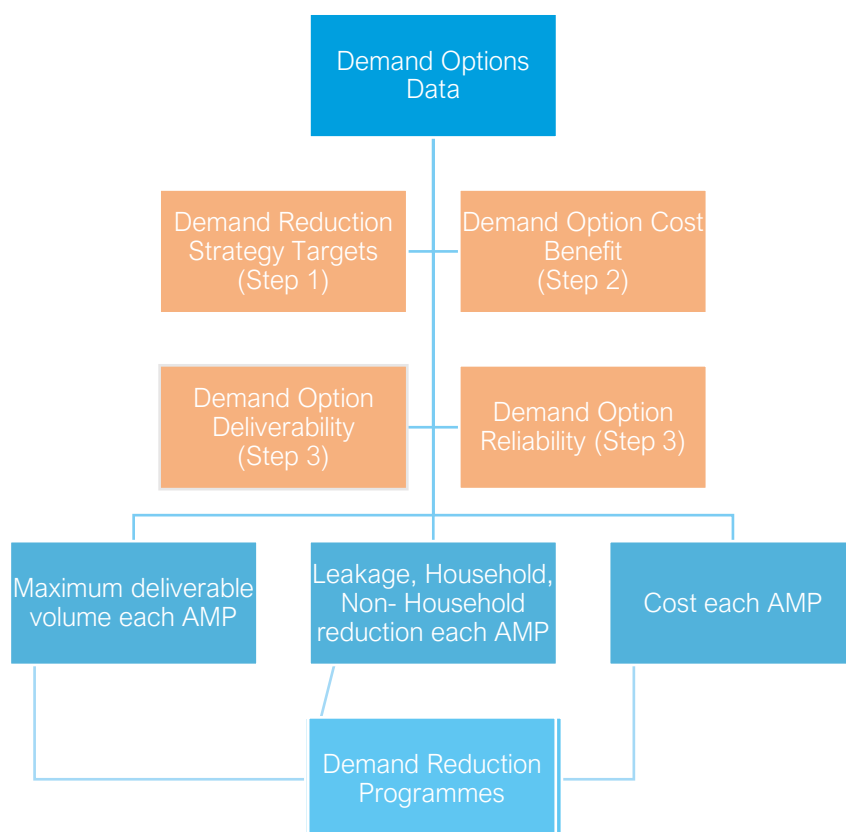 Demand Options
Data
Demand Reduction
Strategy Targets
(Step 1)
Demand Option Cost
Benefit
(Step 2)
Demand Option
Deliverability
(Step 3)
Demand Option
Reliability (Step 3)
Maximum deliverable
volume each AMP
Leakage, Household,
Non- Household
reduction each AMP
Cost each AMP
Demand Reduction
Programmes